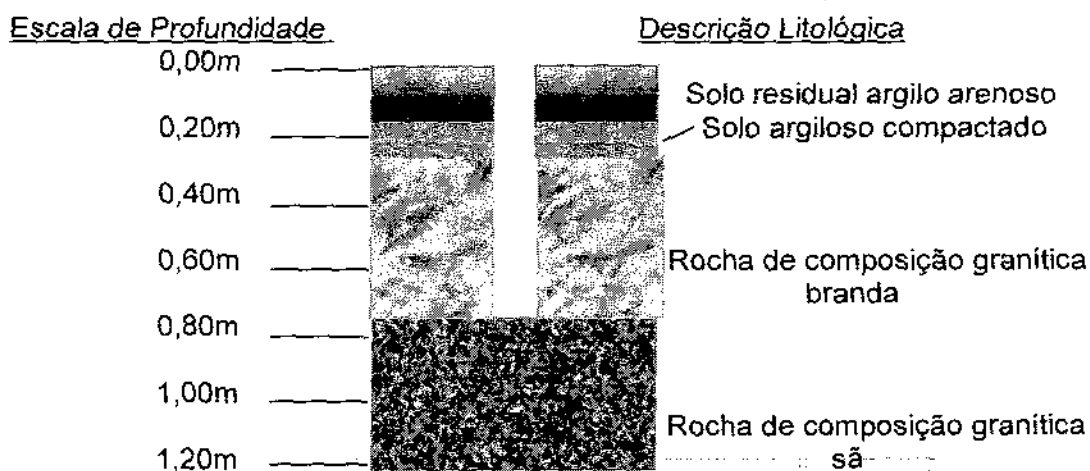 Escala de Profundidade
Descrição Litológica
0,00m
Solo residual argilo arenoso
0,20m
Solo argiloso compactado
0,40m
0,60m
Rocha de composição granítica
branda
0,80m
1,00m
Rocha de composição granítica
sã
1,20m